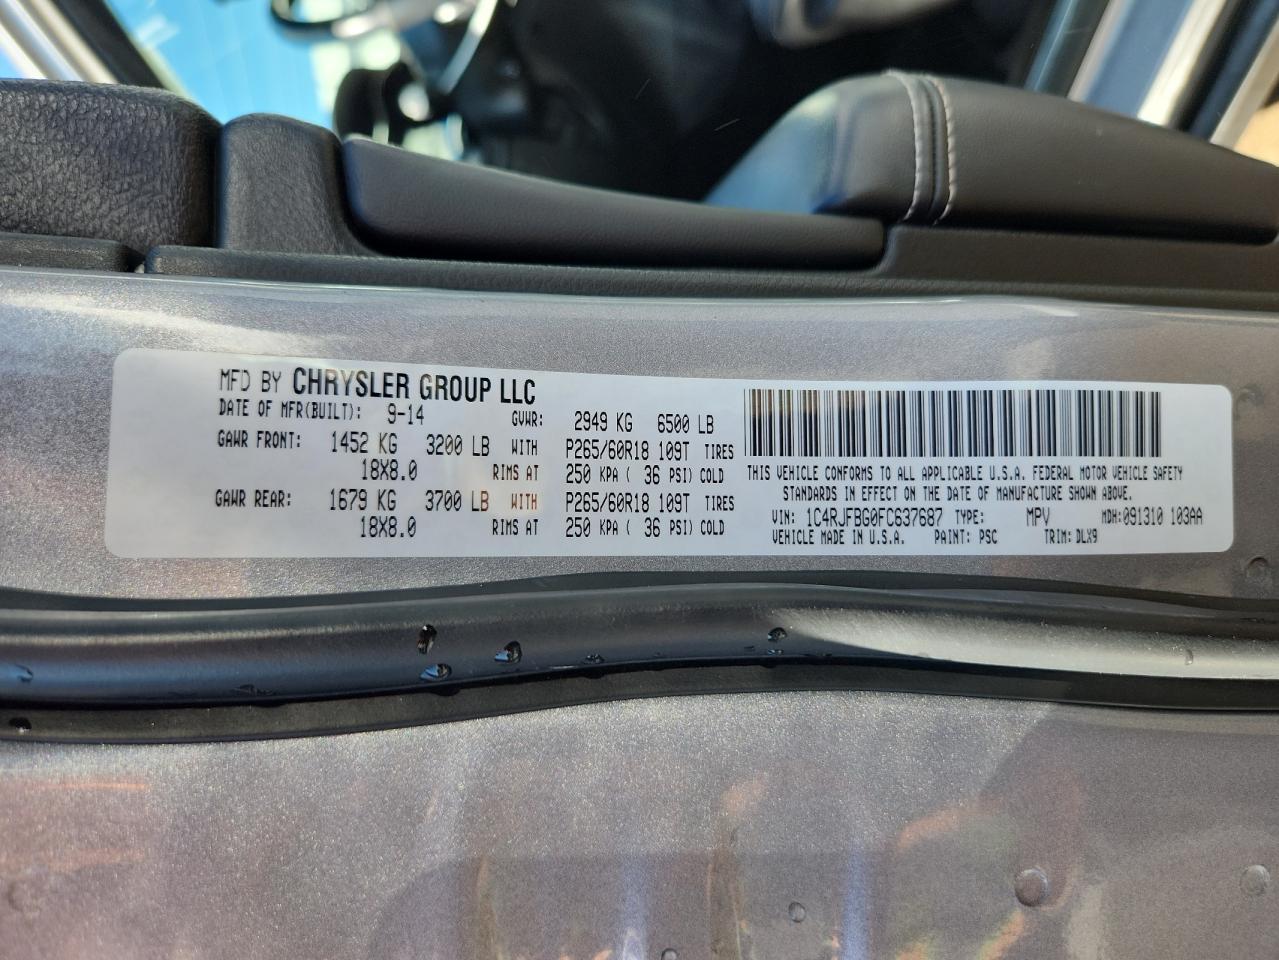 MFD BY CHRYSLER GROUP LLC
DATE OF MFR(BUILT): 9-14 GVWR: 2949 KG 6500 LB
GAWR FRONT: 1452 KG 3200 LB WITH P265/60R18 109T TIRES
18X8.0 RIMS AT 250 KPA ( 36 PSI) COLD
GAWR REAR: 1679 KG 3700 LB WITH P265/60R18 109T TIRES
18X8.0 RIMS AT 250 KPA ( 36 PSI) COLD
THIS VEHICLE CONFORMS TO ALL APPLICABLE U.S.A. FEDERAL MOTOR VEHICLE SAFETY
STANDARDS IN EFFECT ON THE DATE OF MANUFACTURE SHOWN ABOVE.
VIN: 1C4RJFBG0FC637687 TYPE: MPV MDH:091310 103AA
VEHICLE MADE IN U.S.A. PAINT: PSC TRIM: DLX9